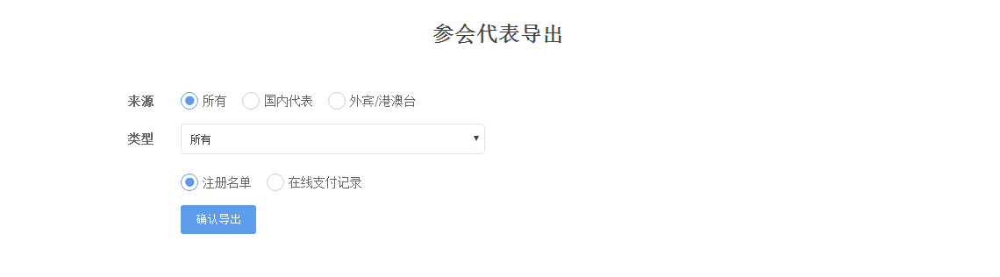 参会代表导出
来源 所有 国内代表 外宾/港澳台
类型 所有
注册名单 在线支付记录
确认导出